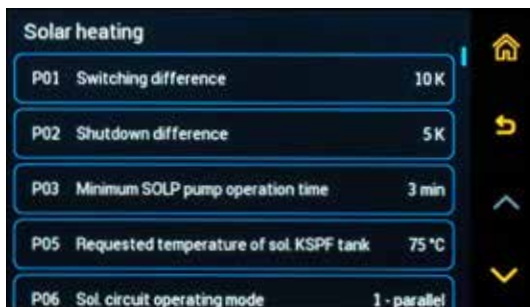 Solar heating
P01 Switching difference 10 K
P02 Shutdown difference 5 K
P03 Minimum SOLP pump operation time 3 min
P05 Requested temperature of sol. KSPF tank 75 °C
P06 Sol. circuit operating mode 1 - parallel